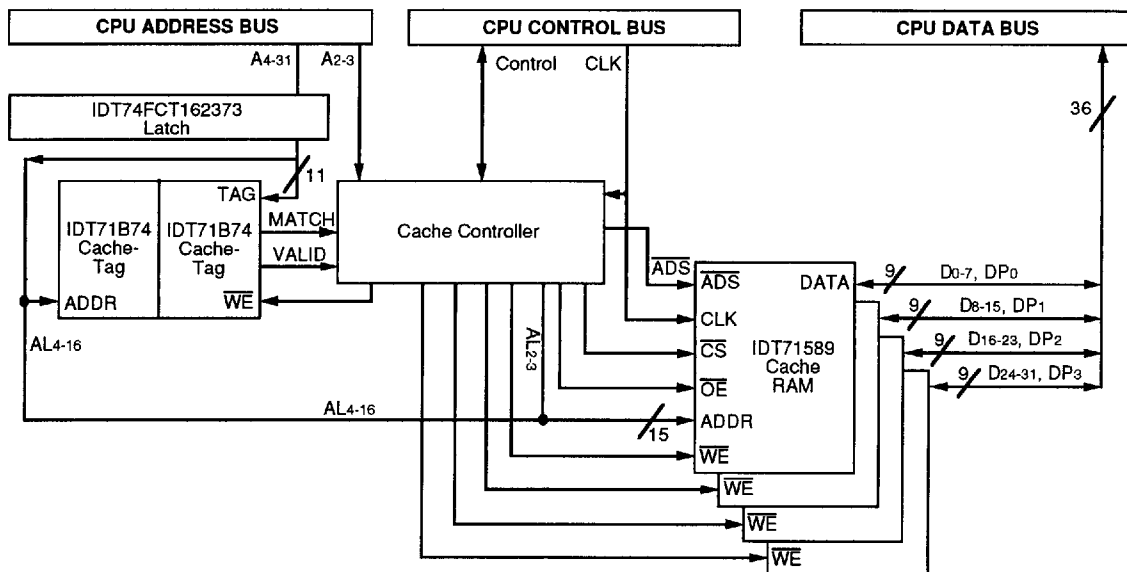 CPU ADDRESS BUS
CPU CONTROL BUS
CPU DATA BUS
A4-31
A2-3
Control
CLK
IDT74FCT162373
Latch
36
11
TAG
IDT71B74
Cache-
Tag
IDT71B74
Cache-
Tag
MATCH
VALID
ADDR
WE
Cache Controller
ADS
ADS
DATA
9
D0-7, DP0
CLK
9
D8-15, DP1
AL4-16
AL2-3
CS
IDT71589
Cache
RAM
9
D16-23, DP2
OE
9
D24-31, DP3
AL4-16
15
ADDR
WE
WE
WE
WE